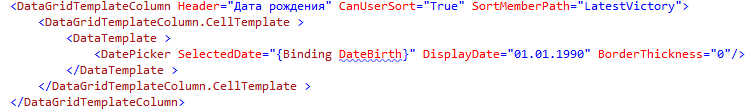 <DataGridTemplateColumn Header="Дата рождения" CanUserSort="True" SortMemberPath="LatestVictory">
<DataGridTemplateColumn.CellTemplate >
<DataTemplate >
<DatePicker SelectedDate="{Binding DateBirth}" DisplayDate="01.01.1990" BorderThickness="0"/>
</DataTemplate >
</DataGridTemplateColumn.CellTemplate >
</DataGridTemplateColumn>